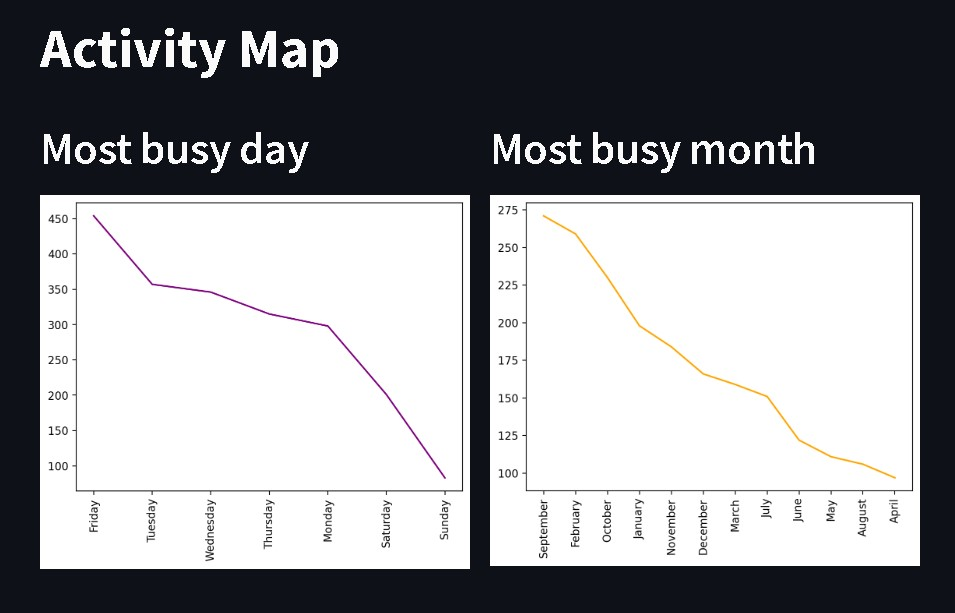 Activity Map
Most busy day
Most busy month
450
400
350
300
250
200
150
100
Friday
Tuesday
Wednesday
Thursday
Monday
Saturday
Sunday
275
250
225
200
175
150
125
100
September
February
October
January
November
December
March
July
June
May
August
April